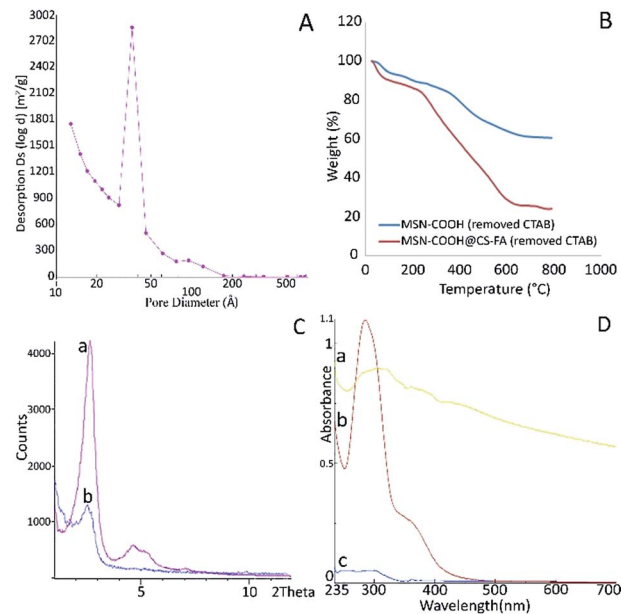 A
3002
2702
2402
2102
1801
1501
1201
901
600
300
0
10
20
50
100
200
500
Desorption Ds (log d) [m²/g]
Pore Diameter (Å)
B
120
100
80
60
40
20
0
0
200
400
600
800
1000
Weight (%)
MSN-COOH (removed CTAB)
MSN-COOH@CS-FA (removed CTAB)
Temperature (°C)
C
a
b
4000
3000
2000
1000
Counts
5
10
2Theta
D
1.1
1
0.5
0
a
b
c
Absorbance
235
300
400
500
600
700
Wavelength(nm)